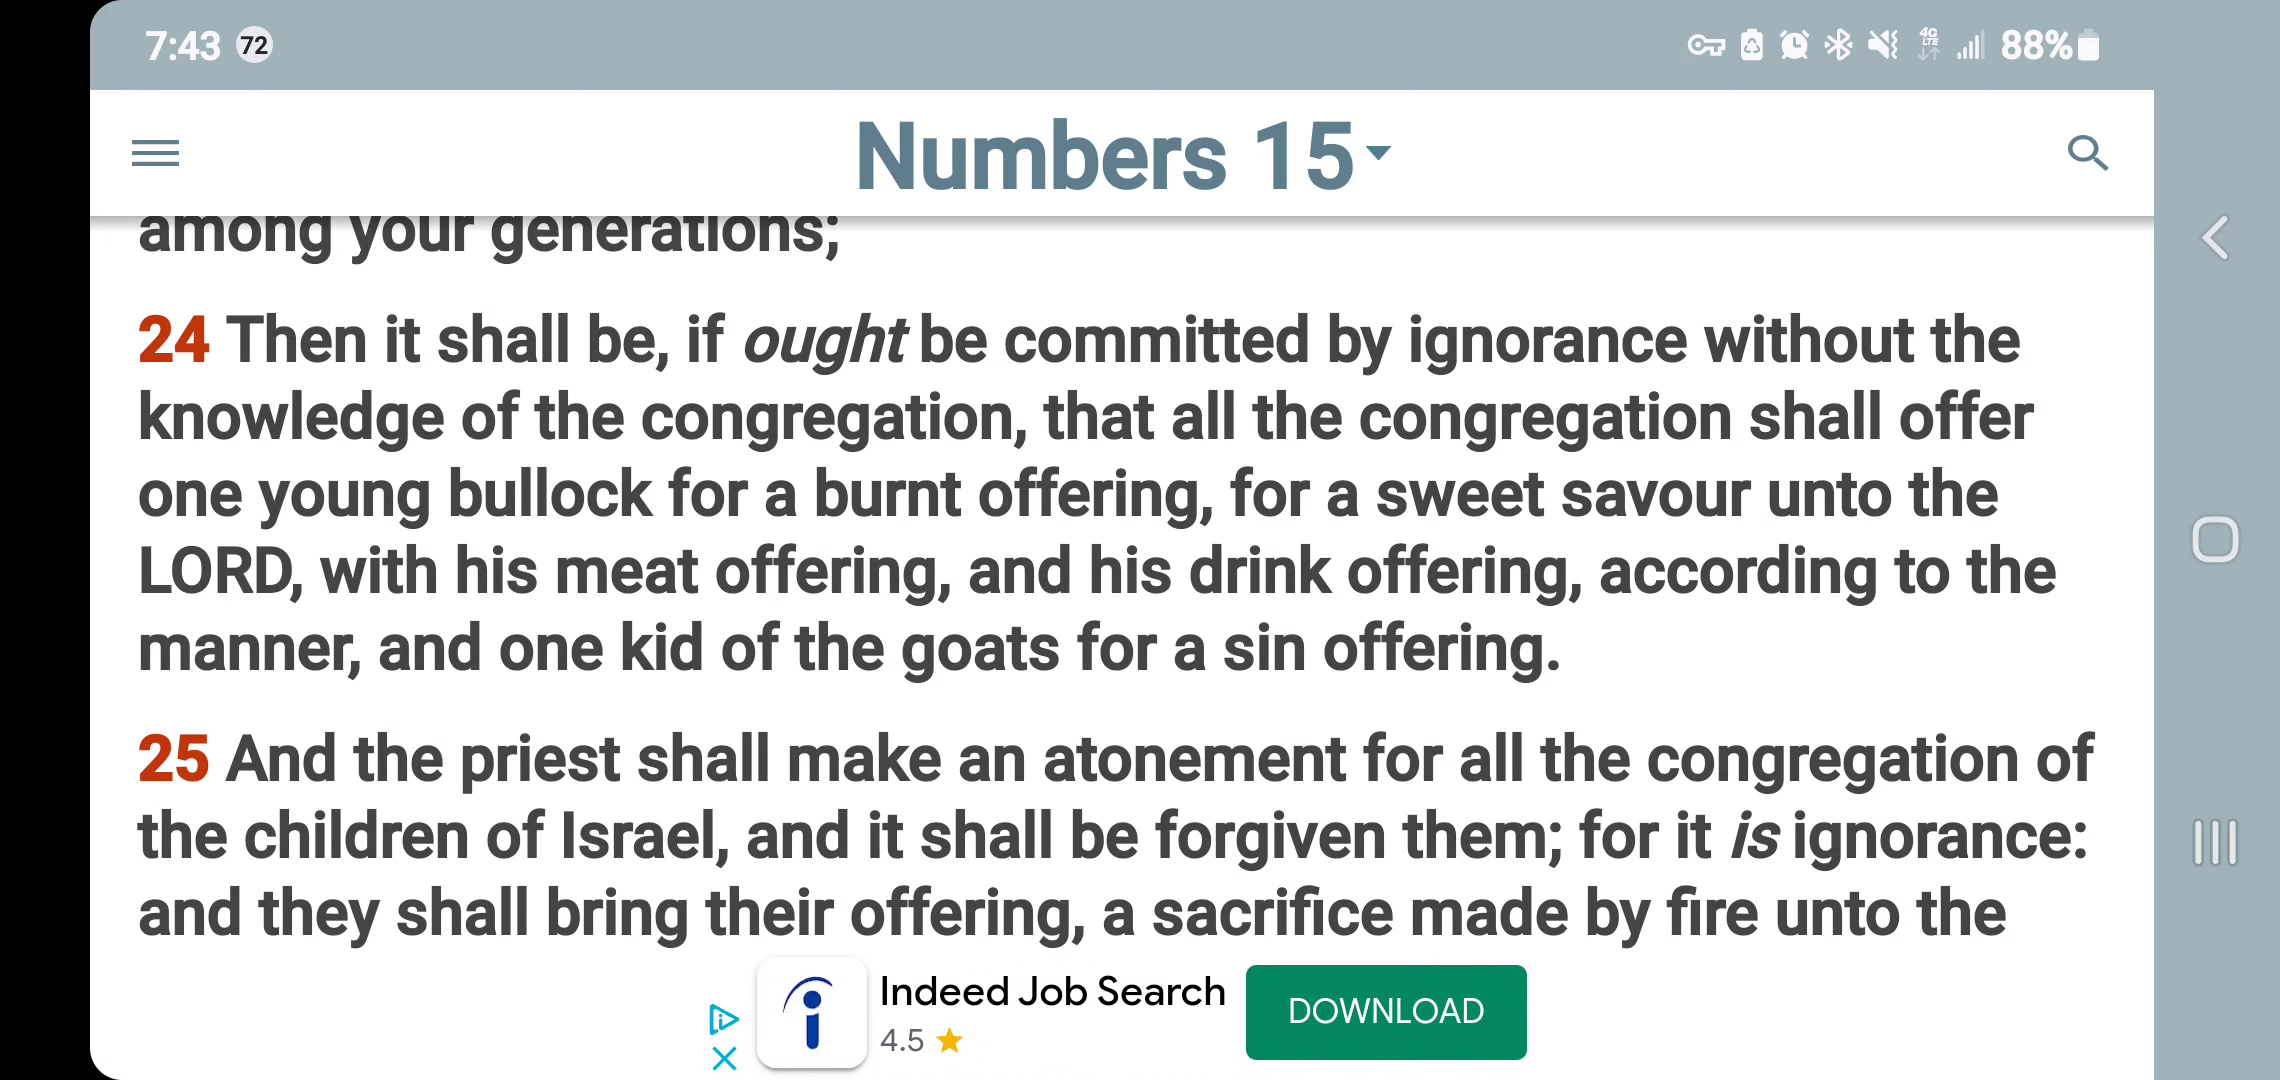 7:43 72 4G LTE 88%
Numbers 15
among your generations;
24 Then it shall be, if ought be committed by ignorance without the
knowledge of the congregation, that all the congregation shall offer
one young bullock for a burnt offering, for a sweet savour unto the
LORD, with his meat offering, and his drink offering, according to the
manner, and one kid of the goats for a sin offering.
25 And the priest shall make an atonement for all the congregation of
the children of Israel, and it shall be forgiven them; for it is ignorance:
and they shall bring their offering, a sacrifice made by fire unto the
Indeed Job Search
4.5
DOWNLOAD